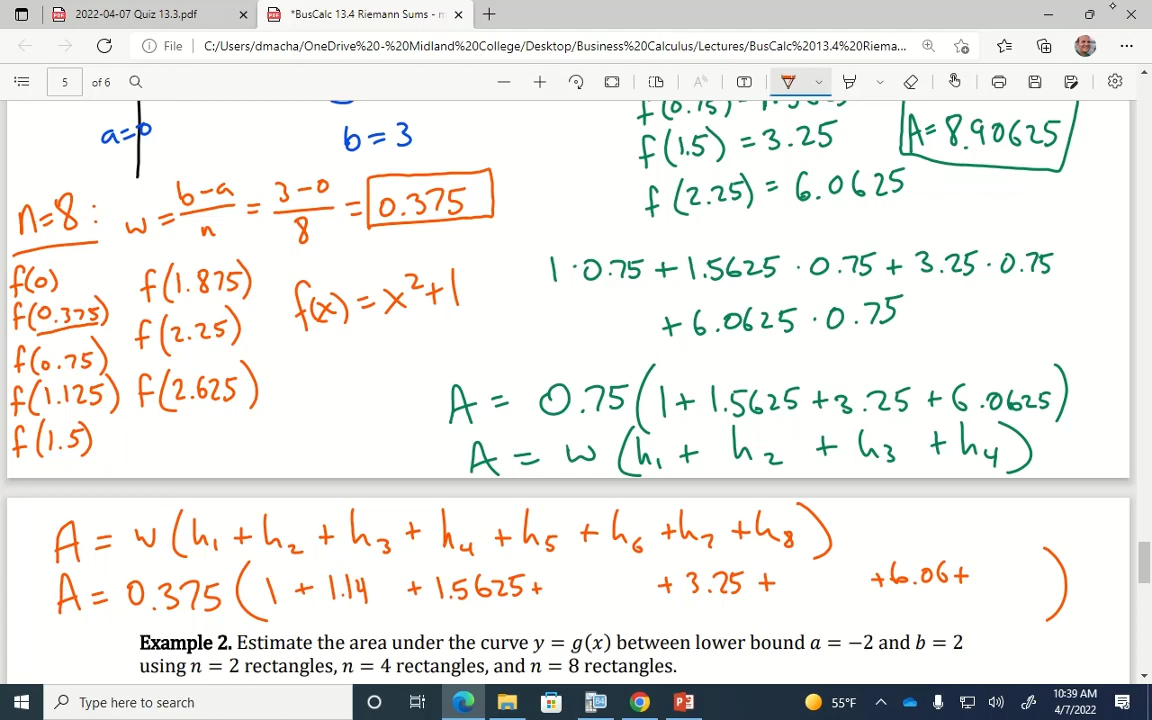 2022-04-07 Quiz 13.3.pdf
*BusCalc 13.4 Riemann Sums - m
File
C:/Users/dmacha/OneDrive%20-%20Midland%20College/Desktop/Business%20Calculus/Lectures/BusCalc%2013.4%20Riema...
5 of 6
a=0
b=3
f(1.5) = 3.25
f(2.25) = 6.0625
A=8.90625
n=8: w = b-a/n = 3-0/8 = 0.375
f(0) f(1.875) f(x) = x²+1
f(0.375) f(2.25)
f(0.75) f(2.625)
f(1.125)
f(1.5)
1·0.75 + 1.5625·0.75 + 3.25·0.75
+ 6.0625·0.75
A = 0.75(1 + 1.5625 + 3.25 + 6.0625)
A = w(h₁ + h₂ + h₃ + h₄)
A = w(h₁ + h₂ + h₃ + h₄ + h₅ + h₆ + h₇ + h₈)
A = 0.375(1 + 1.14 + 1.5625 + + 3.25 + + 6.06 + )
Example 2. Estimate the area under the curve y = g(x) between lower bound a = −2 and b = 2
using n = 2 rectangles, n = 4 rectangles, and n = 8 rectangles.
Type here to search
55°F
10:39 AM
4/7/2022